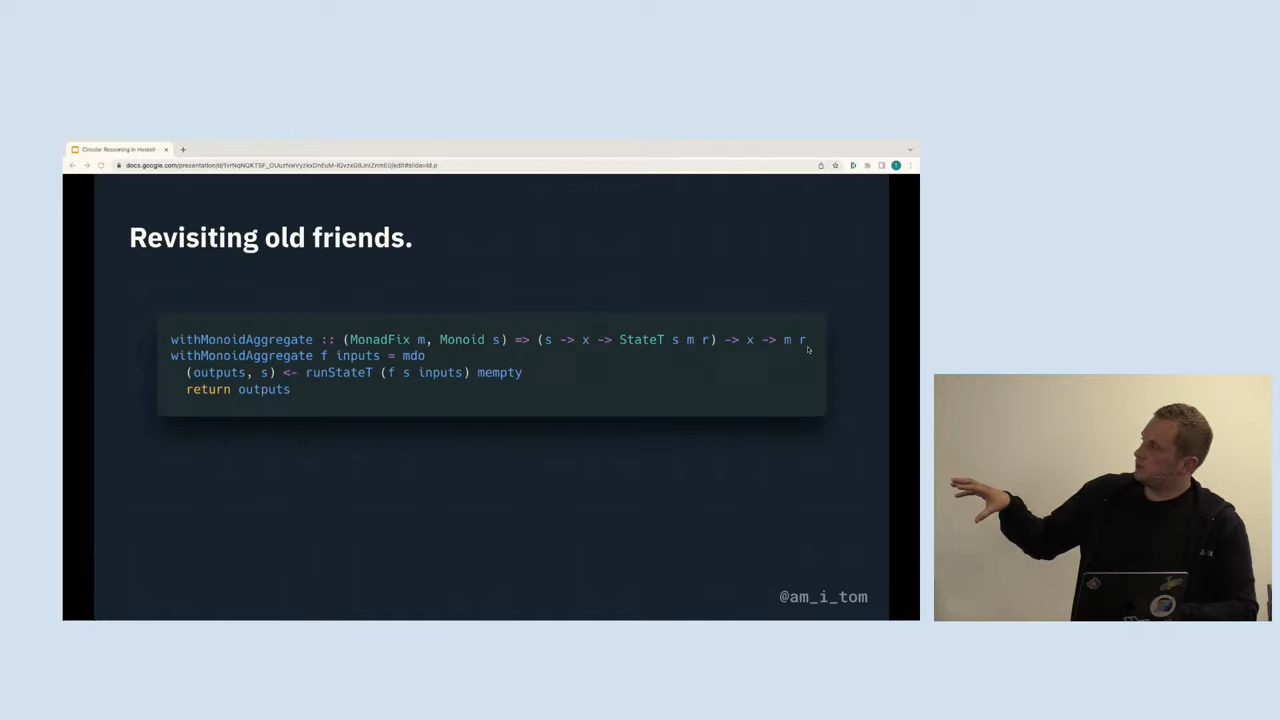 Circular Reasoning in Haskell
Revisiting old friends.
withMonoidAggregate :: (MonadFix m, Monoid s) => (s -> x -> StateT s m r) -> x -> m r
withMonoidAggregate f inputs = mdo
(outputs, s) <- runStateT (f s inputs) mempty
return outputs
@am_i_tom